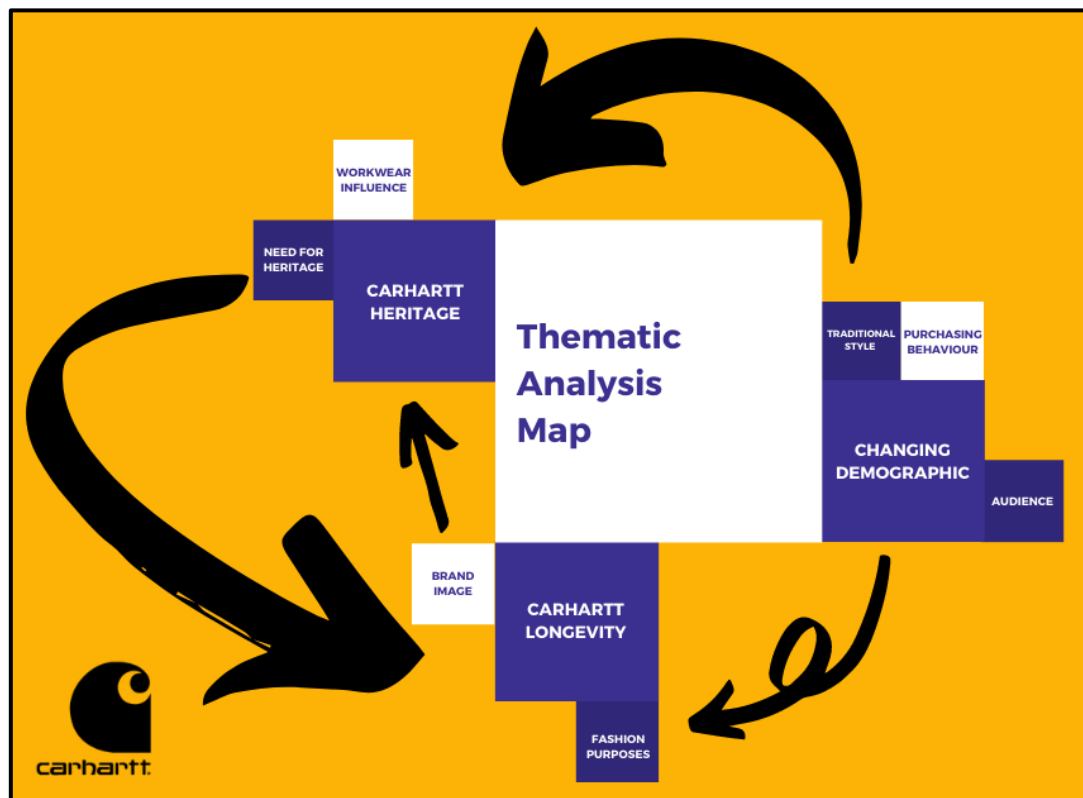 WORKWEAR
INFLUENCE
NEED FOR
HERITAGE
CARHARTT
HERITAGE
Thematic
Analysis
Map
TRADITIONAL
STYLE
PURCHASING
BEHAVIOUR
CHANGING
DEMOGRAPHIC
AUDIENCE
BRAND
IMAGE
CARHARTT
LONGEVITY
FASHION
PURPOSES
carhartt.